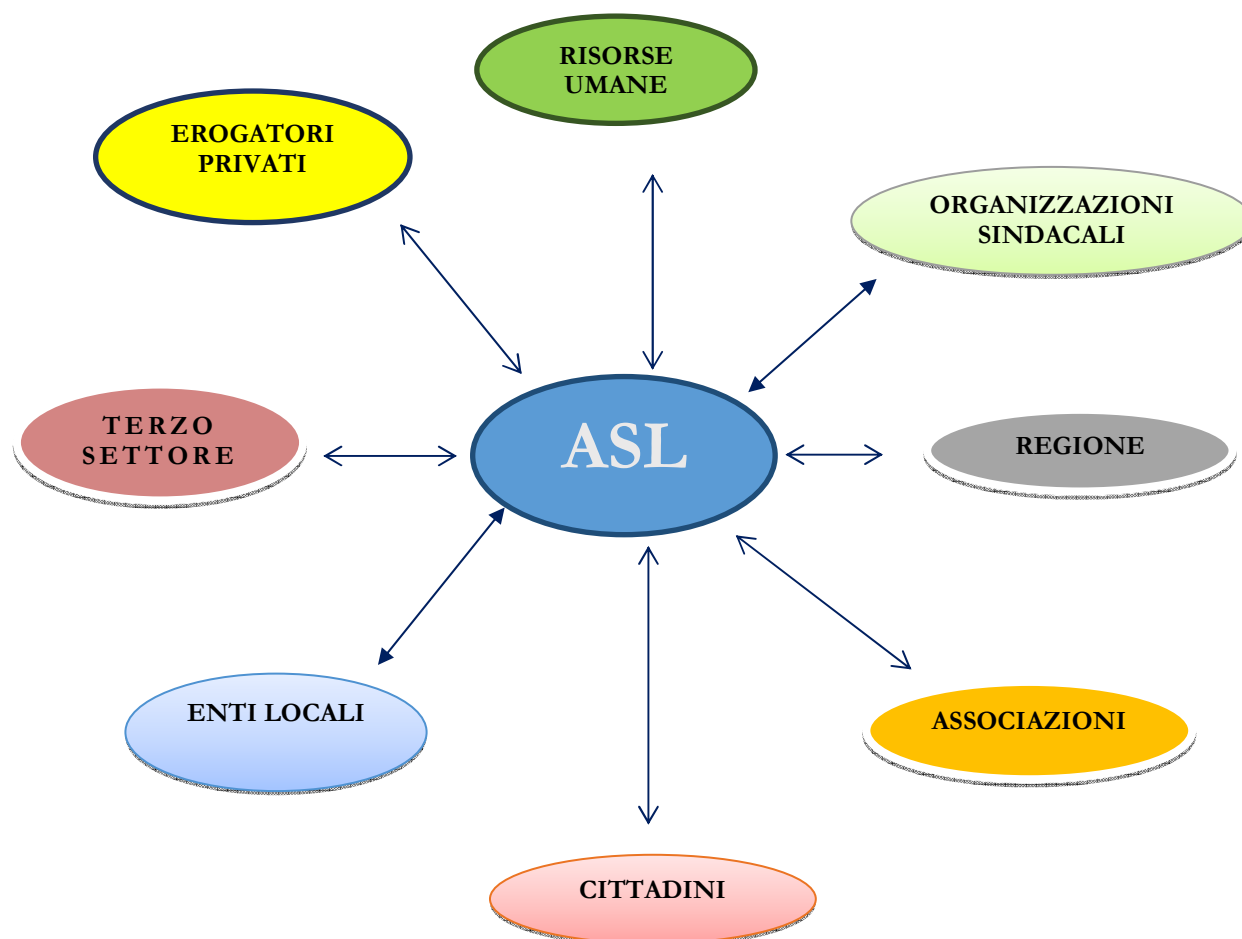 RISORSE
UMANE
EROGATORI
PRIVATI
ORGANIZZAZIONI
SINDACALI
TERZO
SETTORE
ASL
REGIONE
ENTI LOCALI
ASSOCIAZIONI
CITTADINI